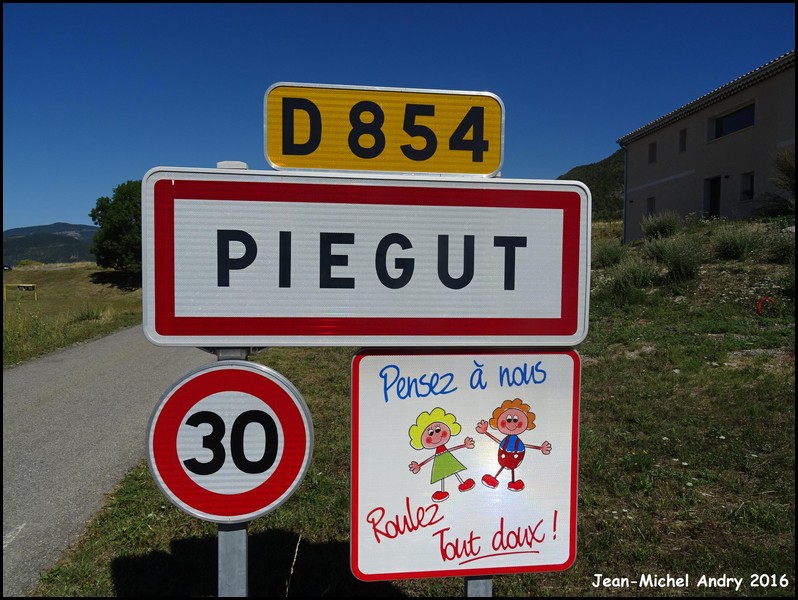 D 854
PIEGUT
30
Pensez à nous
Roulez
Tout doux !
Jean-Michel Andry 2016